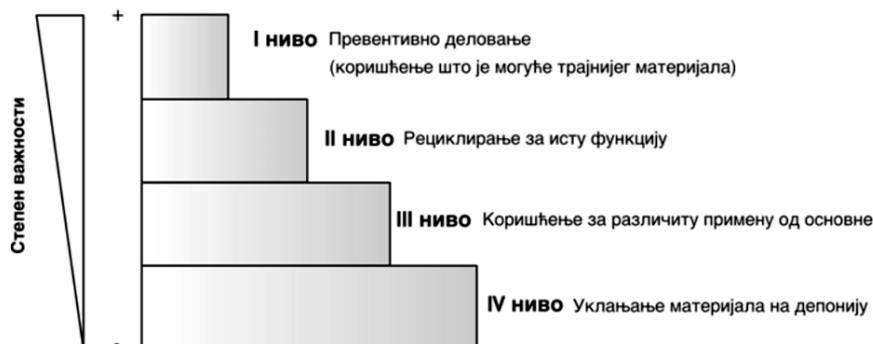 Степен важности
+
I ниво Превентивно деловање
(коришћење што је могуће трајнијег материјала)
II ниво Рециклирање за исту функцију
III ниво Коришћење за различиту примену од основне
IV ниво Уклањање материјала на депонију